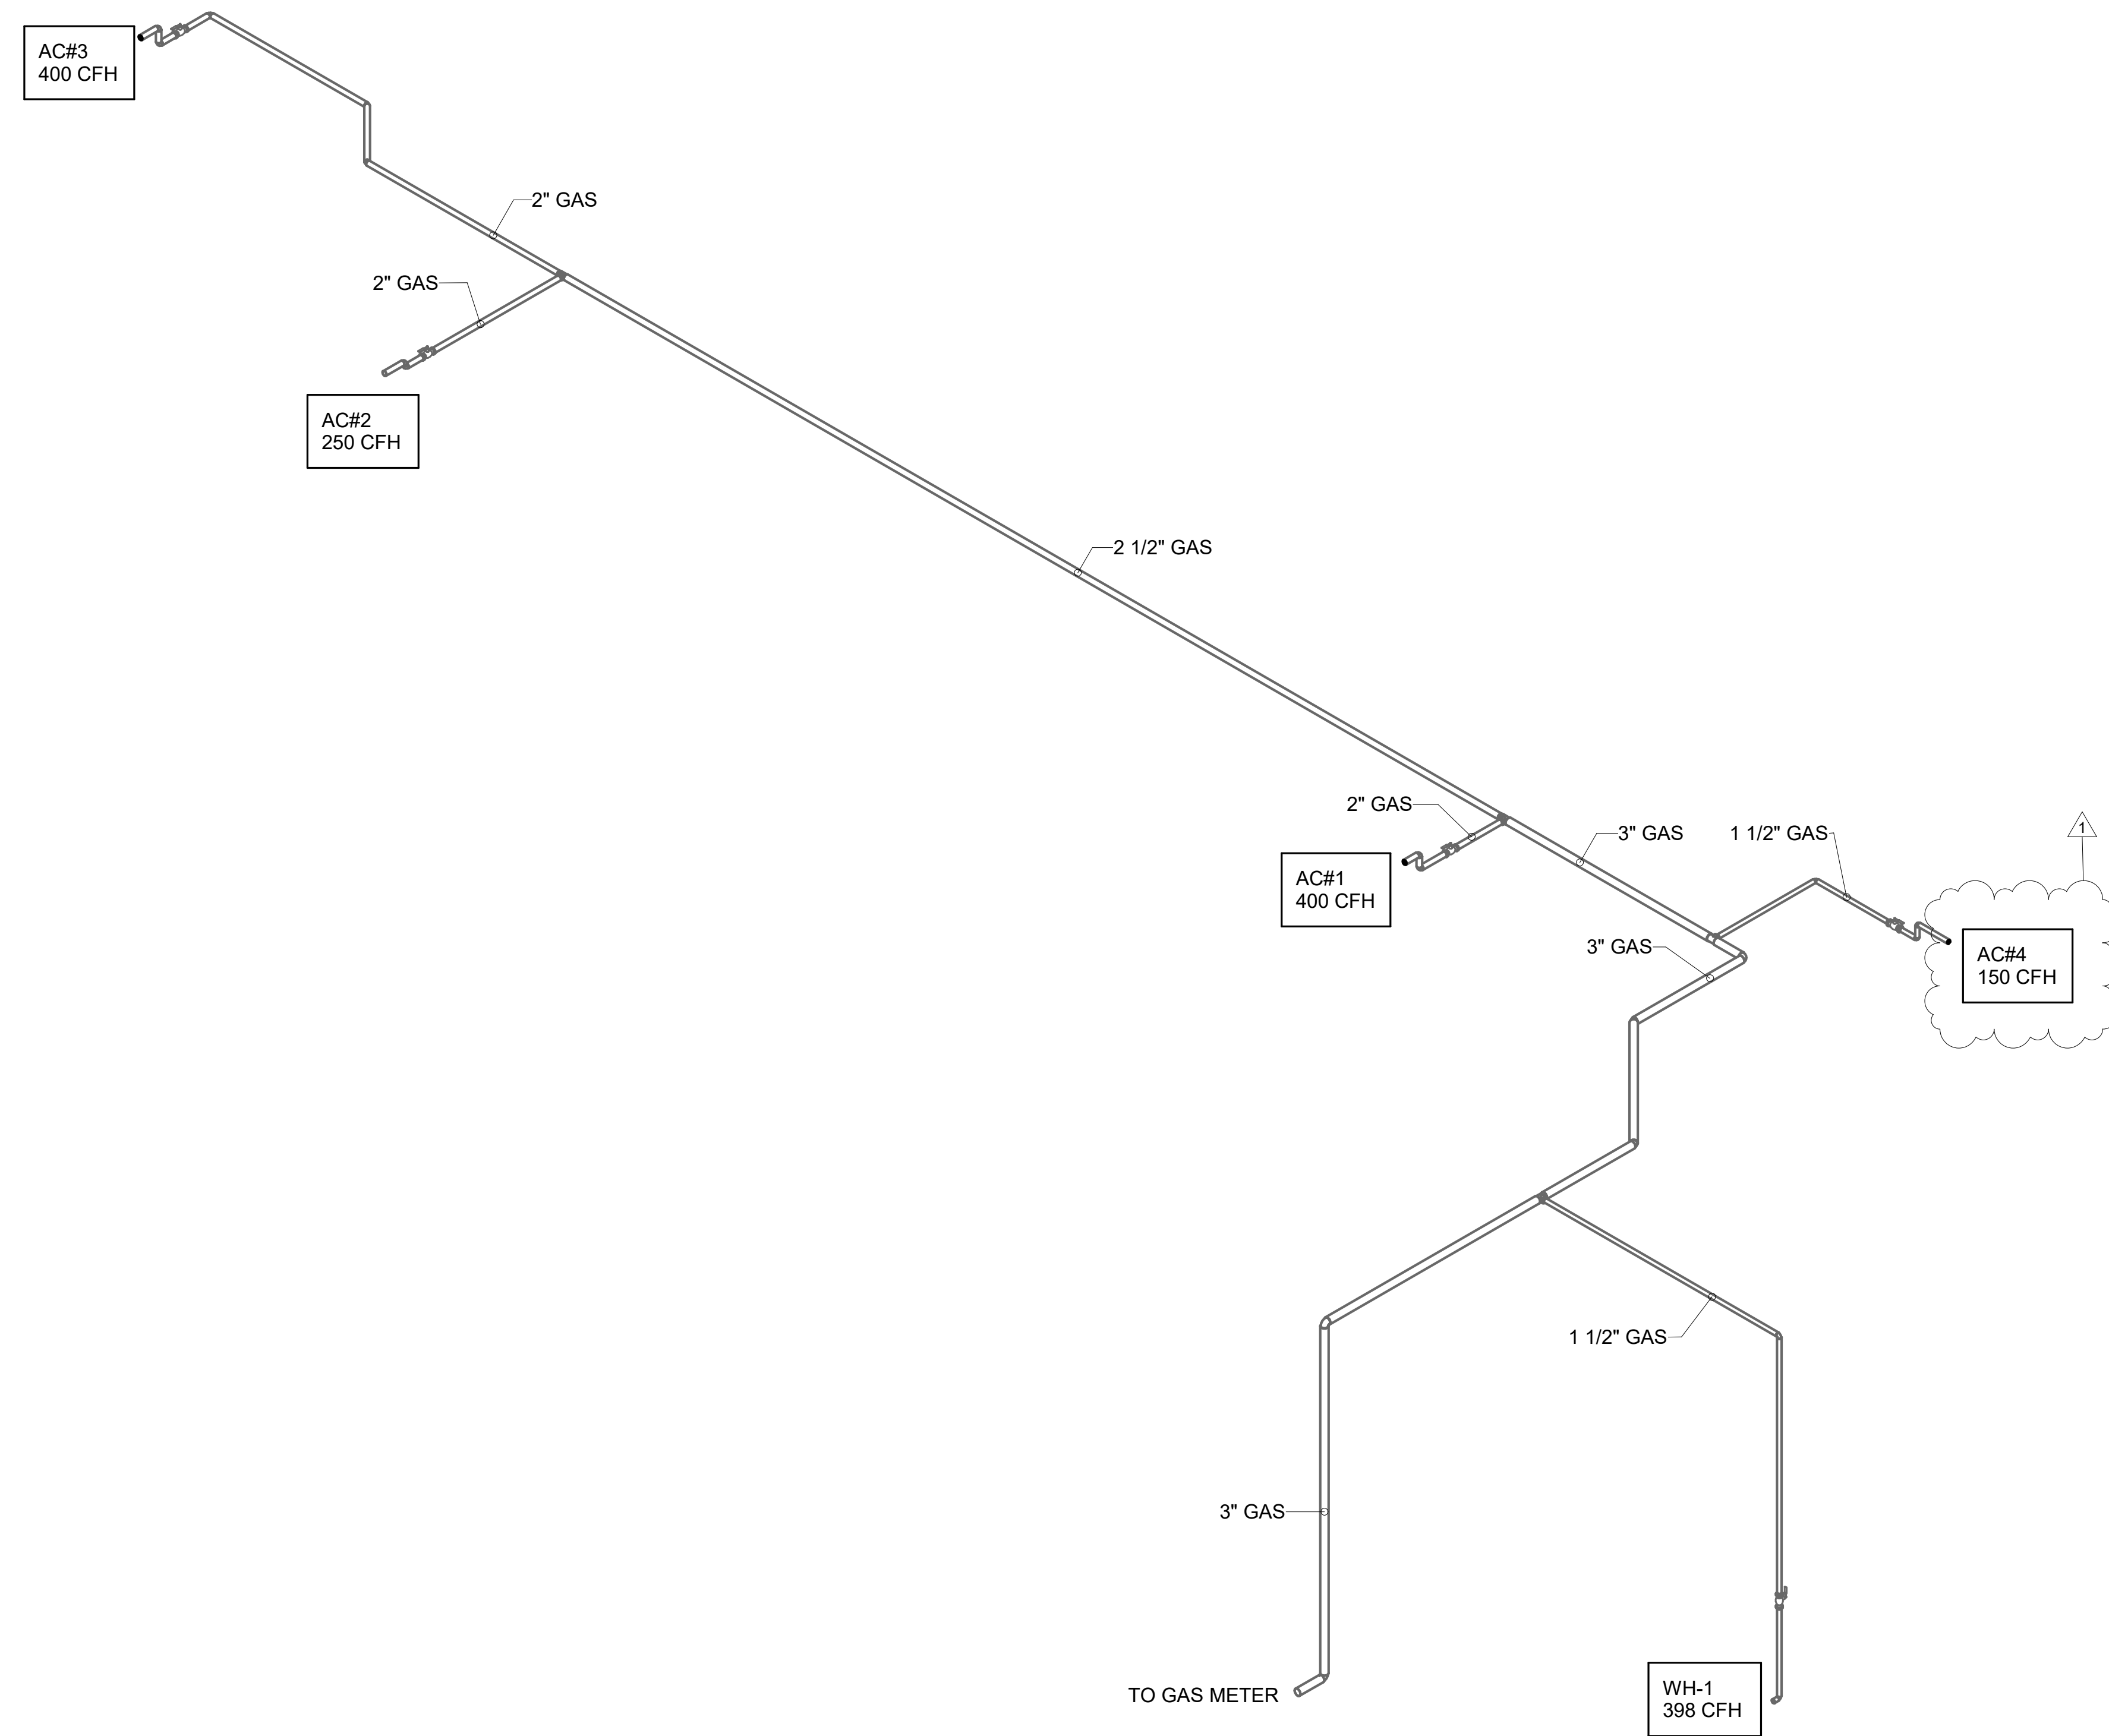 AC#3
400 CFH
2" GAS
2" GAS
AC#2
250 CFH
2 1/2" GAS
2" GAS
3" GAS
1 1/2" GAS
1
AC#1
400 CFH
3" GAS
AC#4
150 CFH
1 1/2" GAS
3" GAS
TO GAS METER
WH-1
398 CFH